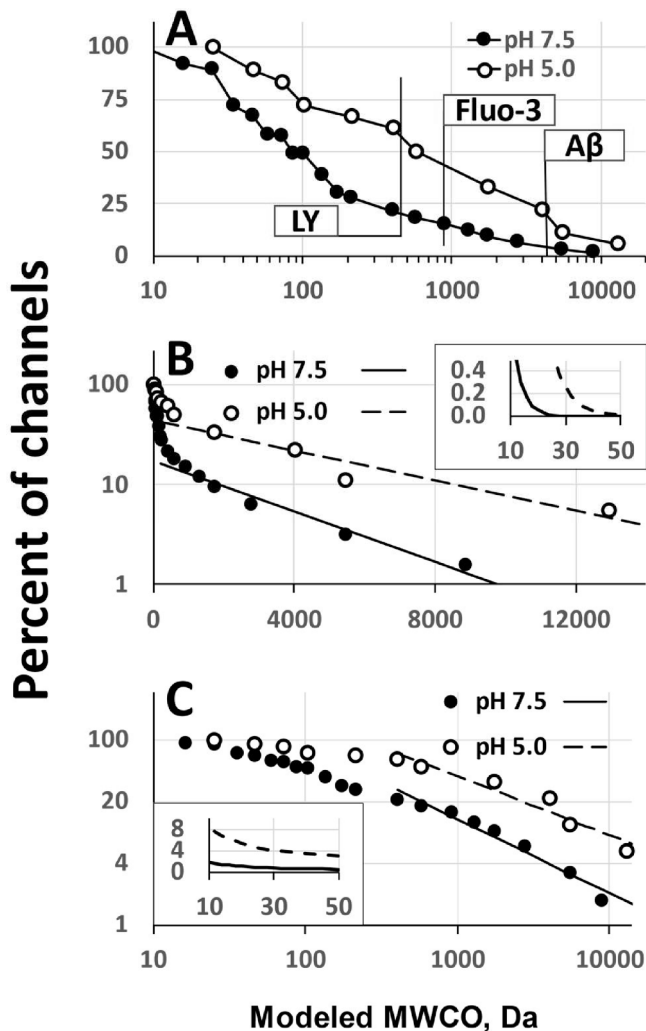 Percent of channels
A
pH 7.5
pH 5.0
100
75
50
25
0
Fluo-3
Aβ
LY
10 100 1000 10000
B
pH 7.5
pH 5.0
100
10
1
0.4
0.2
0.0
10 30 50
0 4000 8000 12000
C
pH 7.5
pH 5.0
100
20
4
1
8
4
0
10 30 50
10 100 1000 10000
Modeled MWCO, Da